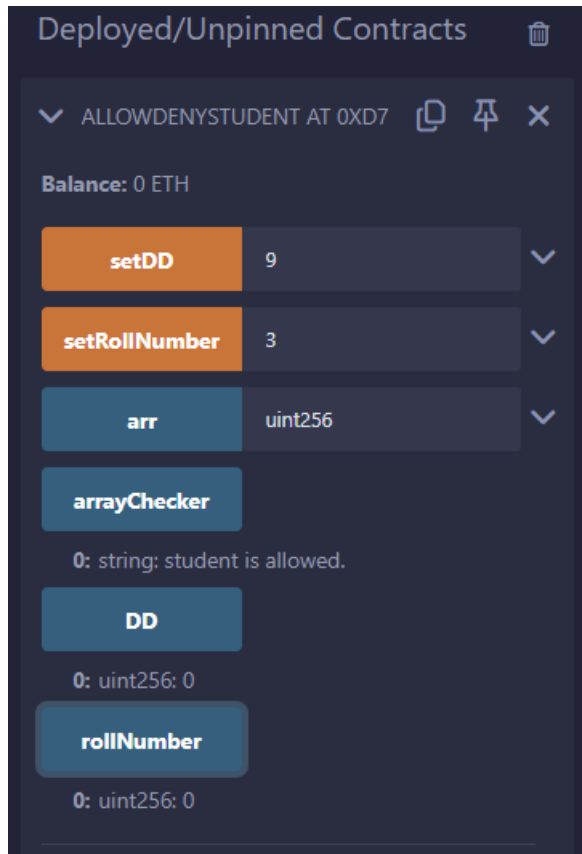 Deployed/Unpinned Contracts
ALLOWDENYSTUDENT AT 0XD7
Balance: 0 ETH
setDD 9
setRollNumber 3
arr uint256
arrayChecker
0: string: student is allowed.
DD
0: uint256: 0
rollNumber
0: uint256: 0